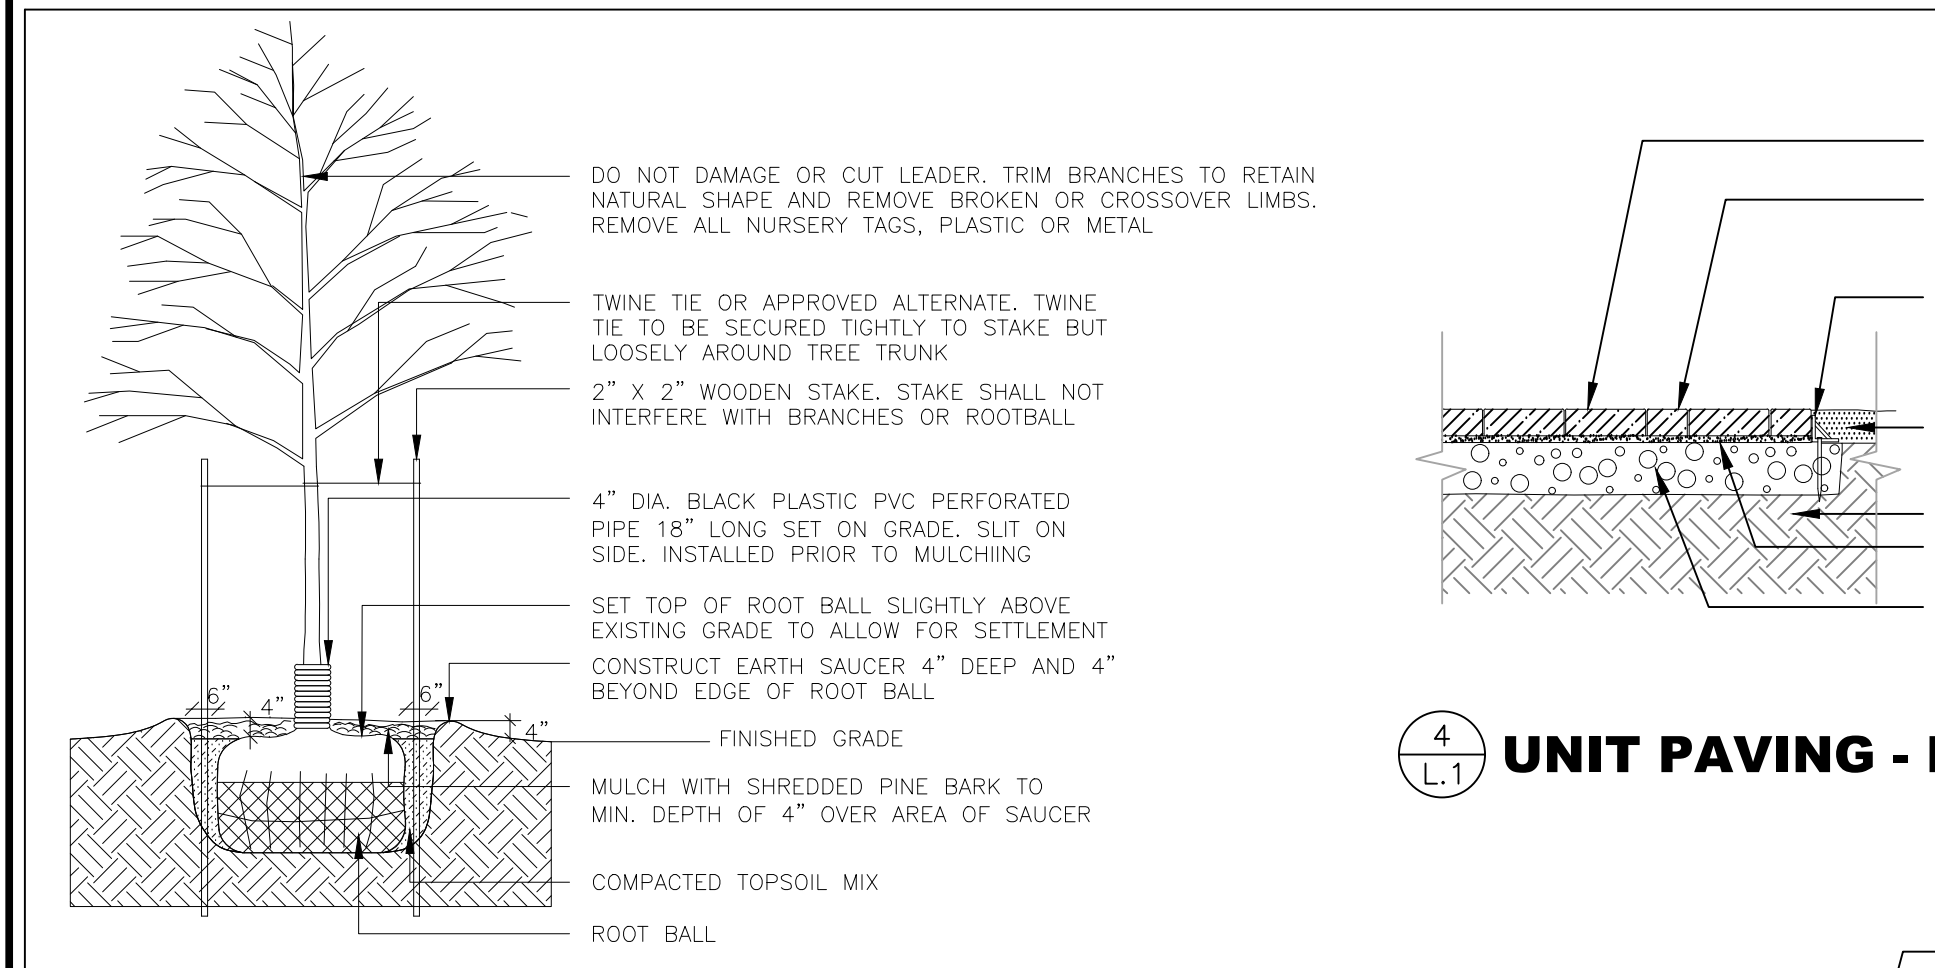 DO NOT DAMAGE OR CUT LEADER. TRIM BRANCHES TO RETAIN
NATURAL SHAPE AND REMOVE BROKEN OR CROSSOVER LIMBS.
REMOVE ALL NURSERY TAGS, PLASTIC OR METAL
TWINE TIE OR APPROVED ALTERNATE. TWINE
TIE TO BE SECURED TIGHTLY TO STAKE BUT
LOOSELY AROUND TREE TRUNK
2” X 2” WOODEN STAKE. STAKE SHALL NOT
INTERFERE WITH BRANCHES OR ROOTBALL
4” DIA. BLACK PLASTIC PVC PERFORATED
PIPE 18” LONG SET ON GRADE. SLIT ON
SIDE. INSTALLED PRIOR TO MULCHIING
SET TOP OF ROOT BALL SLIGHTLY ABOVE
EXISTING GRADE TO ALLOW FOR SETTLEMENT
CONSTRUCT EARTH SAUCER 4” DEEP AND 4”
BEYOND EDGE OF ROOT BALL
6”
4”
6”
4”
FINISHED GRADE
MULCH WITH SHREDDED PINE BARK TO
MIN. DEPTH OF 4” OVER AREA OF SAUCER
COMPACTED TOPSOIL MIX
ROOT BALL
4
L.1
UNIT PAVING -